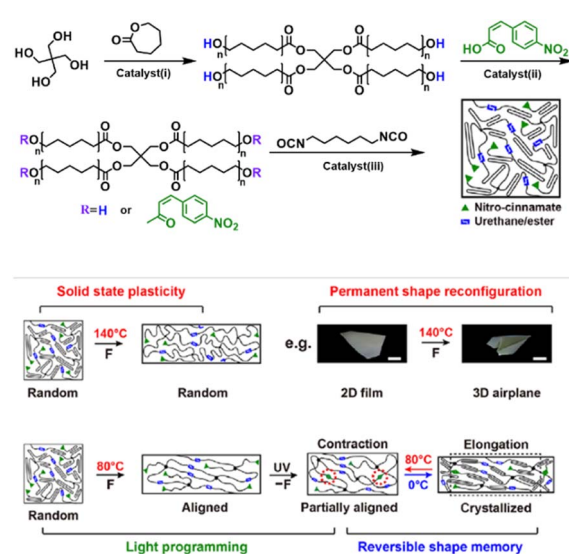 HO
O
O
OH
HO
OH
Catalyst(i)
HO
n
O
O
O
O
n
OH
HO
n
O
O
O
O
n
OH
O
HO
NO2
Catalyst(ii)
RO
n
O
O
O
O
n
OR
RO
n
O
O
O
O
n
OR
OCN
NCO
Catalyst(iii)
R=H or
O
NO2
Nitro-cinnamate
Urethane/ester
Solid state plasticity
Permanent shape reconfiguration
140°C
F
e.g.
140°C
F
Random
Random
2D film
3D airplane
Contraction
Elongation
80°C
F
UV
−F
80°C
0°C
Random
Aligned
Partially aligned
Crystallized
Light programming
Reversible shape memory